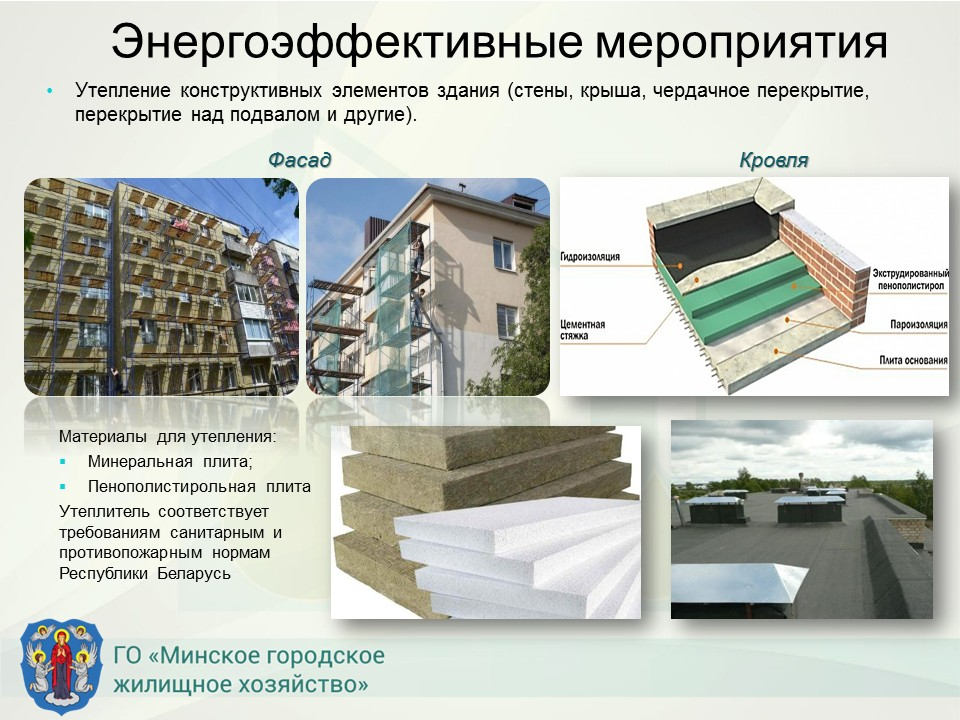 Энергоэффективные мероприятия
• Утепление конструктивных элементов здания (стены, крыша, чердачное перекрытие,
перекрытие над подвалом и другие).
Фасад
Кровля
Гидроизоляция
Цементная
стяжка
Экструдированный
пенополистирол
Пароизоляция
Плита основания
Материалы для утепления:
▪ Минеральная плита;
▪ Пенополистирольная плита
Утеплитель соответствует
требованиям санитарным и
противопожарным нормам
Республики Беларусь
ГО «Минское городское
жилищное хозяйство»